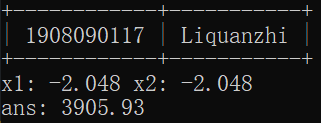 1908090117 | Liquanzhi
x1: -2.048 x2: -2.048
ans: 3905.93